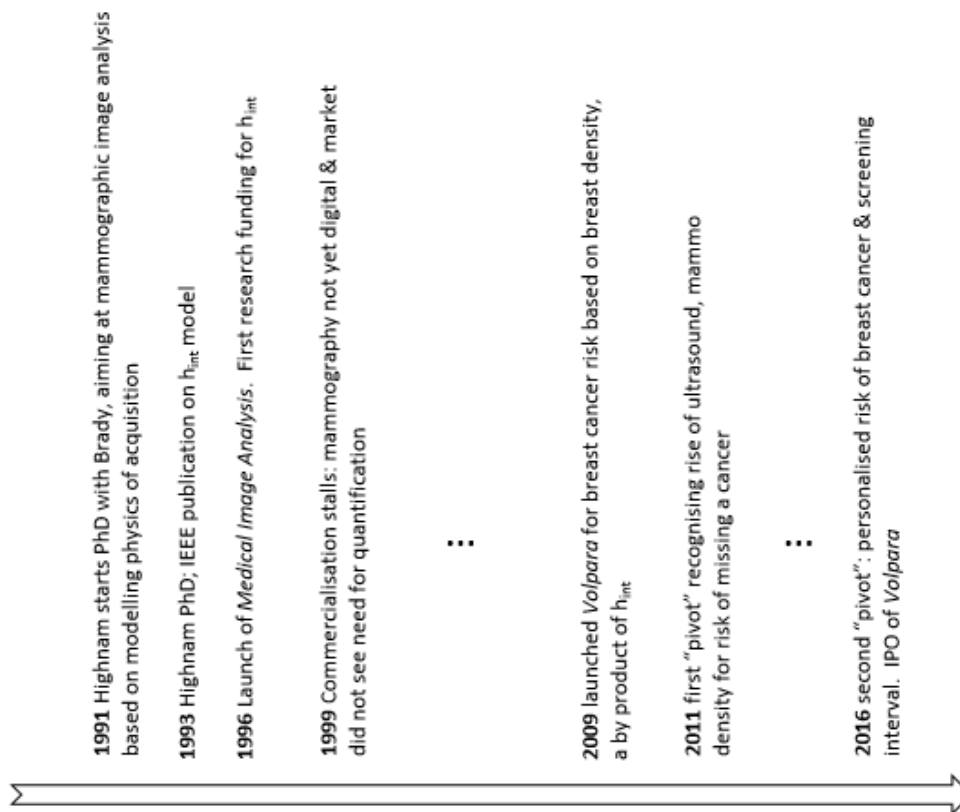 1991 Highnam starts PhD with Brady, aiming at mammographic image analysis
based on modelling physics of acquisition
1993 Highnam PhD; IEEE publication on hint model
1996 Launch of Medical Image Analysis. First research funding for hint
1999 Commercialisation stalls: mammography not yet digital & market
did not see need for quantification
⋮
2009 launched Volpara for breast cancer risk based on breast density,
a by product of hint
2011 first “pivot” recognising rise of ultrasound, mammo
density for risk of missing a cancer
⋮
2016 second “pivot”: personalised risk of breast cancer & screening
interval. IPO of Volpara